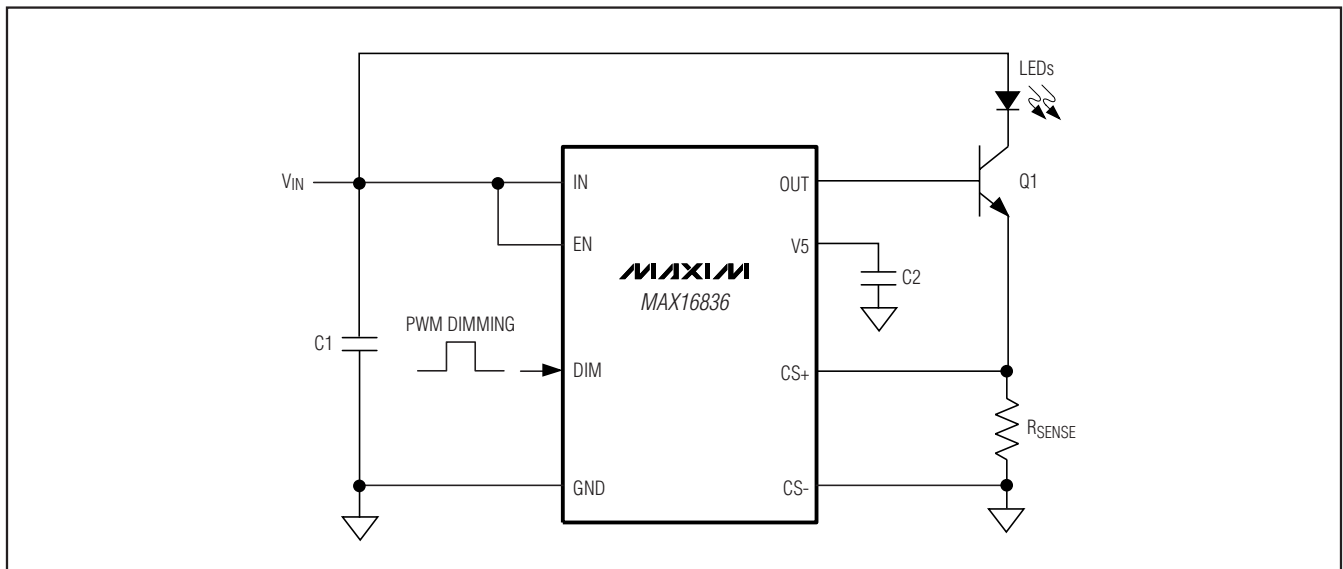 LEDs
VIN
IN
OUT
Q1
EN
V5
MAXIM
MAX16836
C2
PWM DIMMING
C1
DIM
CS+
RSENSE
GND
CS-